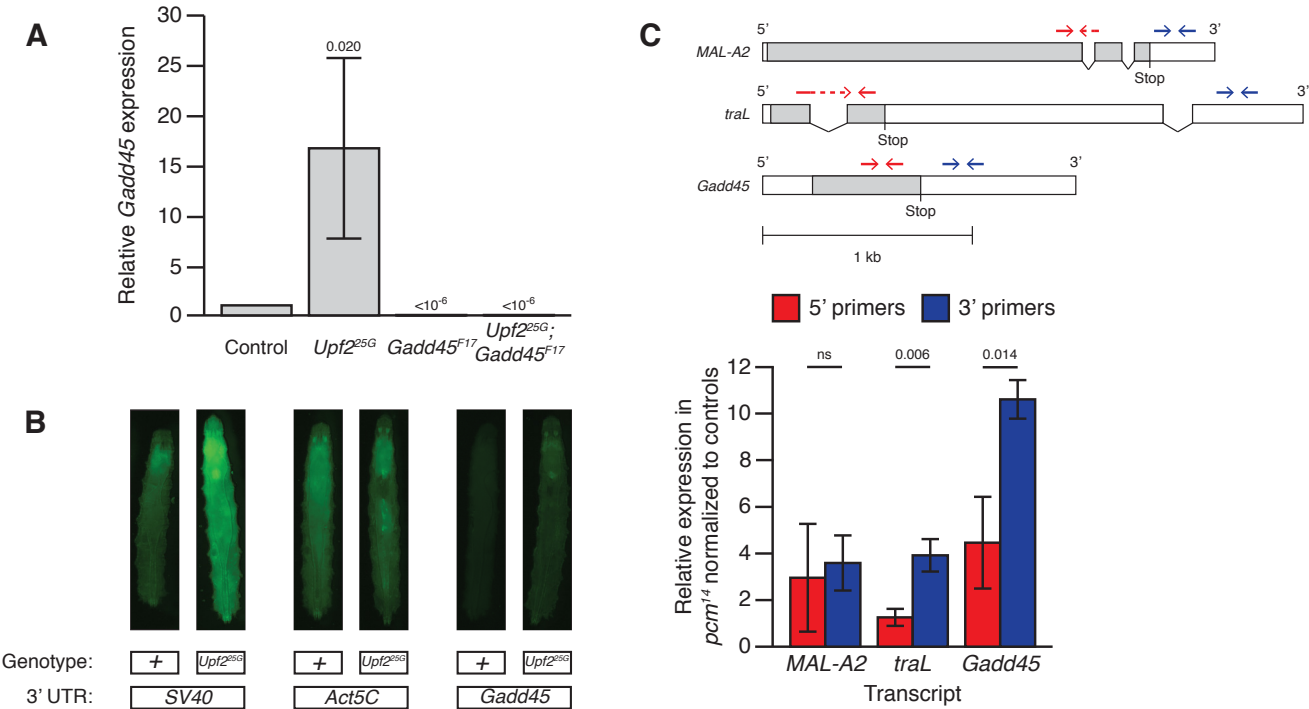 A
Relative Gadd45 expression
30
25
20
15
10
5
0
0.020
<10-6
<10-6
Control
Upf225G
Gadd45F17
Upf225G;
Gadd45F17
B
Genotype:
+
Upf225G
+
Upf225G
+
Upf225G
3' UTR:
SV40
Act5C
Gadd45
C
5'
3'
MAL-A2
Stop
5'
3'
traL
Stop
5'
3'
Gadd45
Stop
1 kb
5' primers
3' primers
Relative expression in
pcm14 normalized to controls
12
10
8
6
4
2
0
ns
0.006
0.014
MAL-A2
traL
Gadd45
Transcript